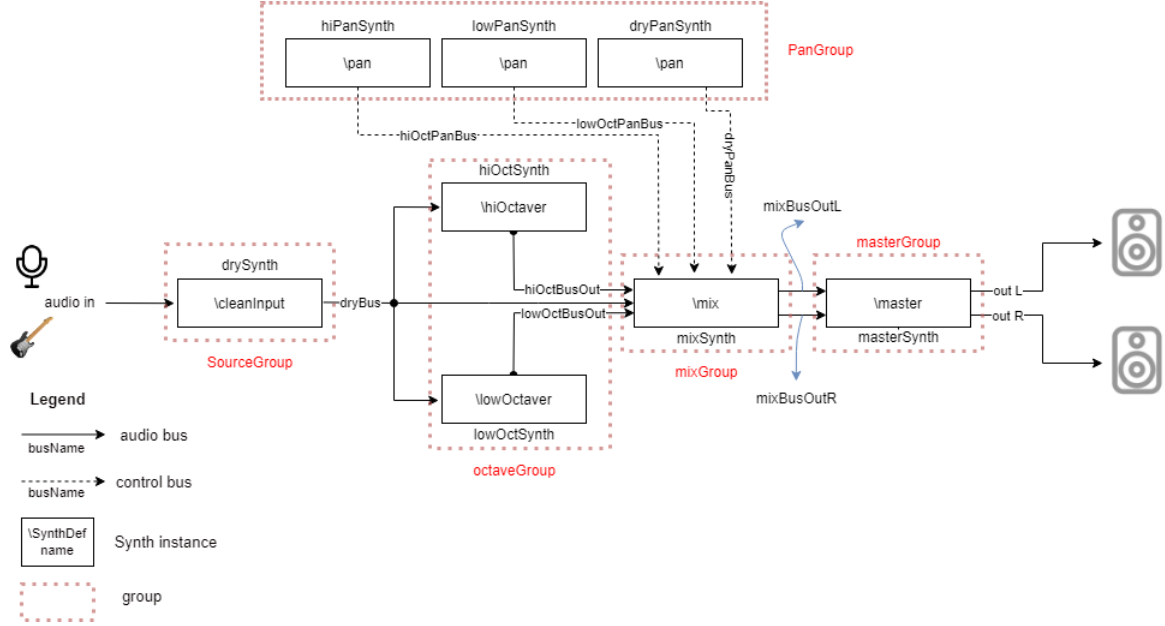 hiPanSynth
lowPanSynth
dryPanSynth
\pan
\pan
\pan
PanGroup
hiOctPanBus
lowOctPanBus
dryPanBus
hiOctSynth
\hiOctaver
mixBusOutL
masterGroup
drySynth
\cleanInput
audio in
dryBus
hiOctBusOut
lowOctBusOut
\mix
\master
out L
out R
mixSynth
masterSynth
SourceGroup
mixGroup
mixBusOutR
\lowOctaver
lowOctSynth
octaveGroup
Legend
busName
audio bus
busName
control bus
\SynthDef
name
Synth instance
group